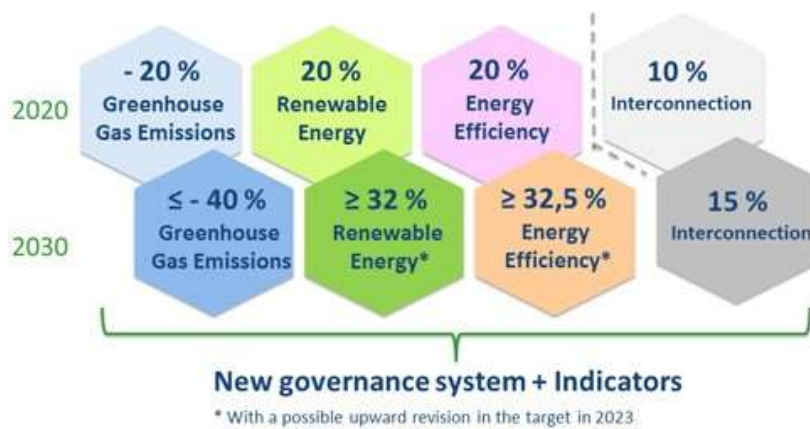 2020
- 20 %
Greenhouse
Gas Emissions
20 %
Renewable
Energy
20 %
Energy
Efficiency
10 %
Interconnection
2030
≤ - 40 %
Greenhouse
Gas Emissions
≥ 32 %
Renewable
Energy*
≥ 32,5 %
Energy
Efficiency*
15 %
Interconnection
New governance system + Indicators
* With a possible upward revision in the target in 2023